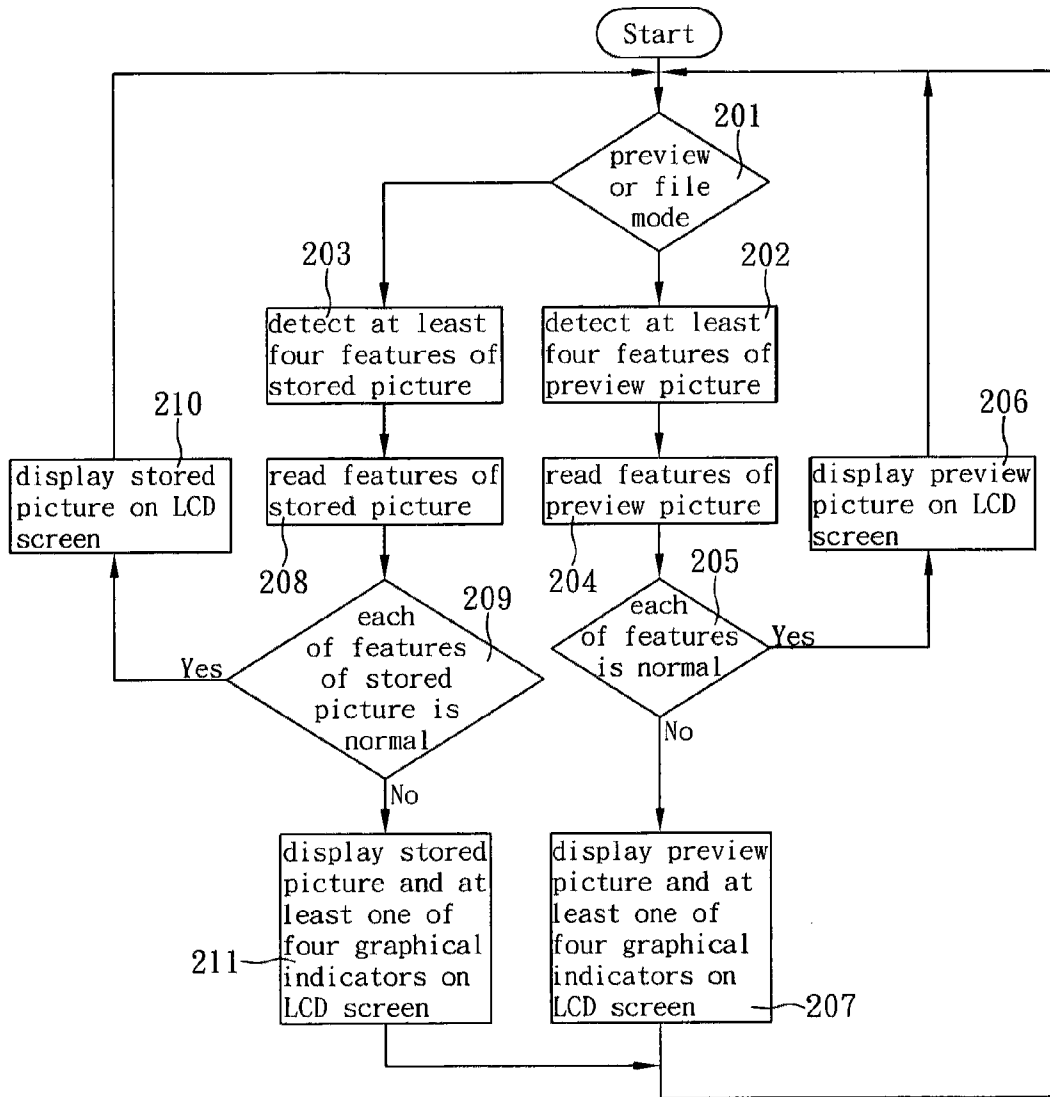 Start
201
preview
or file
mode
203
202
detect at least
four features of
stored picture
detect at least
four features of
preview picture
210
206
display stored
picture on LCD
screen
read features of
stored picture
read features of
preview picture
display preview
picture on LCD
screen
208
204
205
209
each
of features
of stored
picture is
normal
each
of features
is normal
Yes
Yes
No
No
display stored
picture and at
least one of
four graphical
indicators on
LCD screen
display preview
picture and at
least one of
four graphical
indicators on
LCD screen
211
207